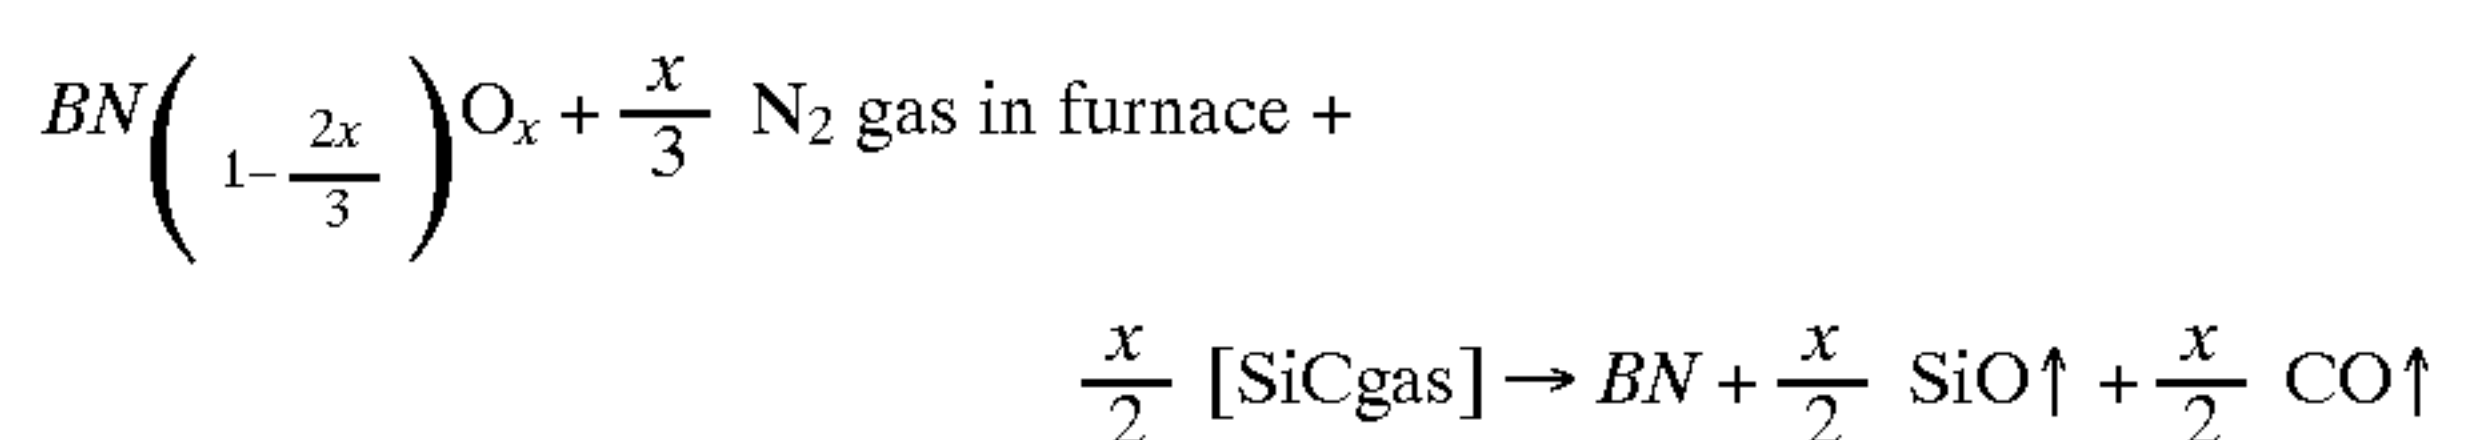 BN(1-2x/3)Oₓ + x/3 N₂ gas in furnace +
x/2 [SiCgas] → BN + x/2 SiO↑ + x/2 CO↑